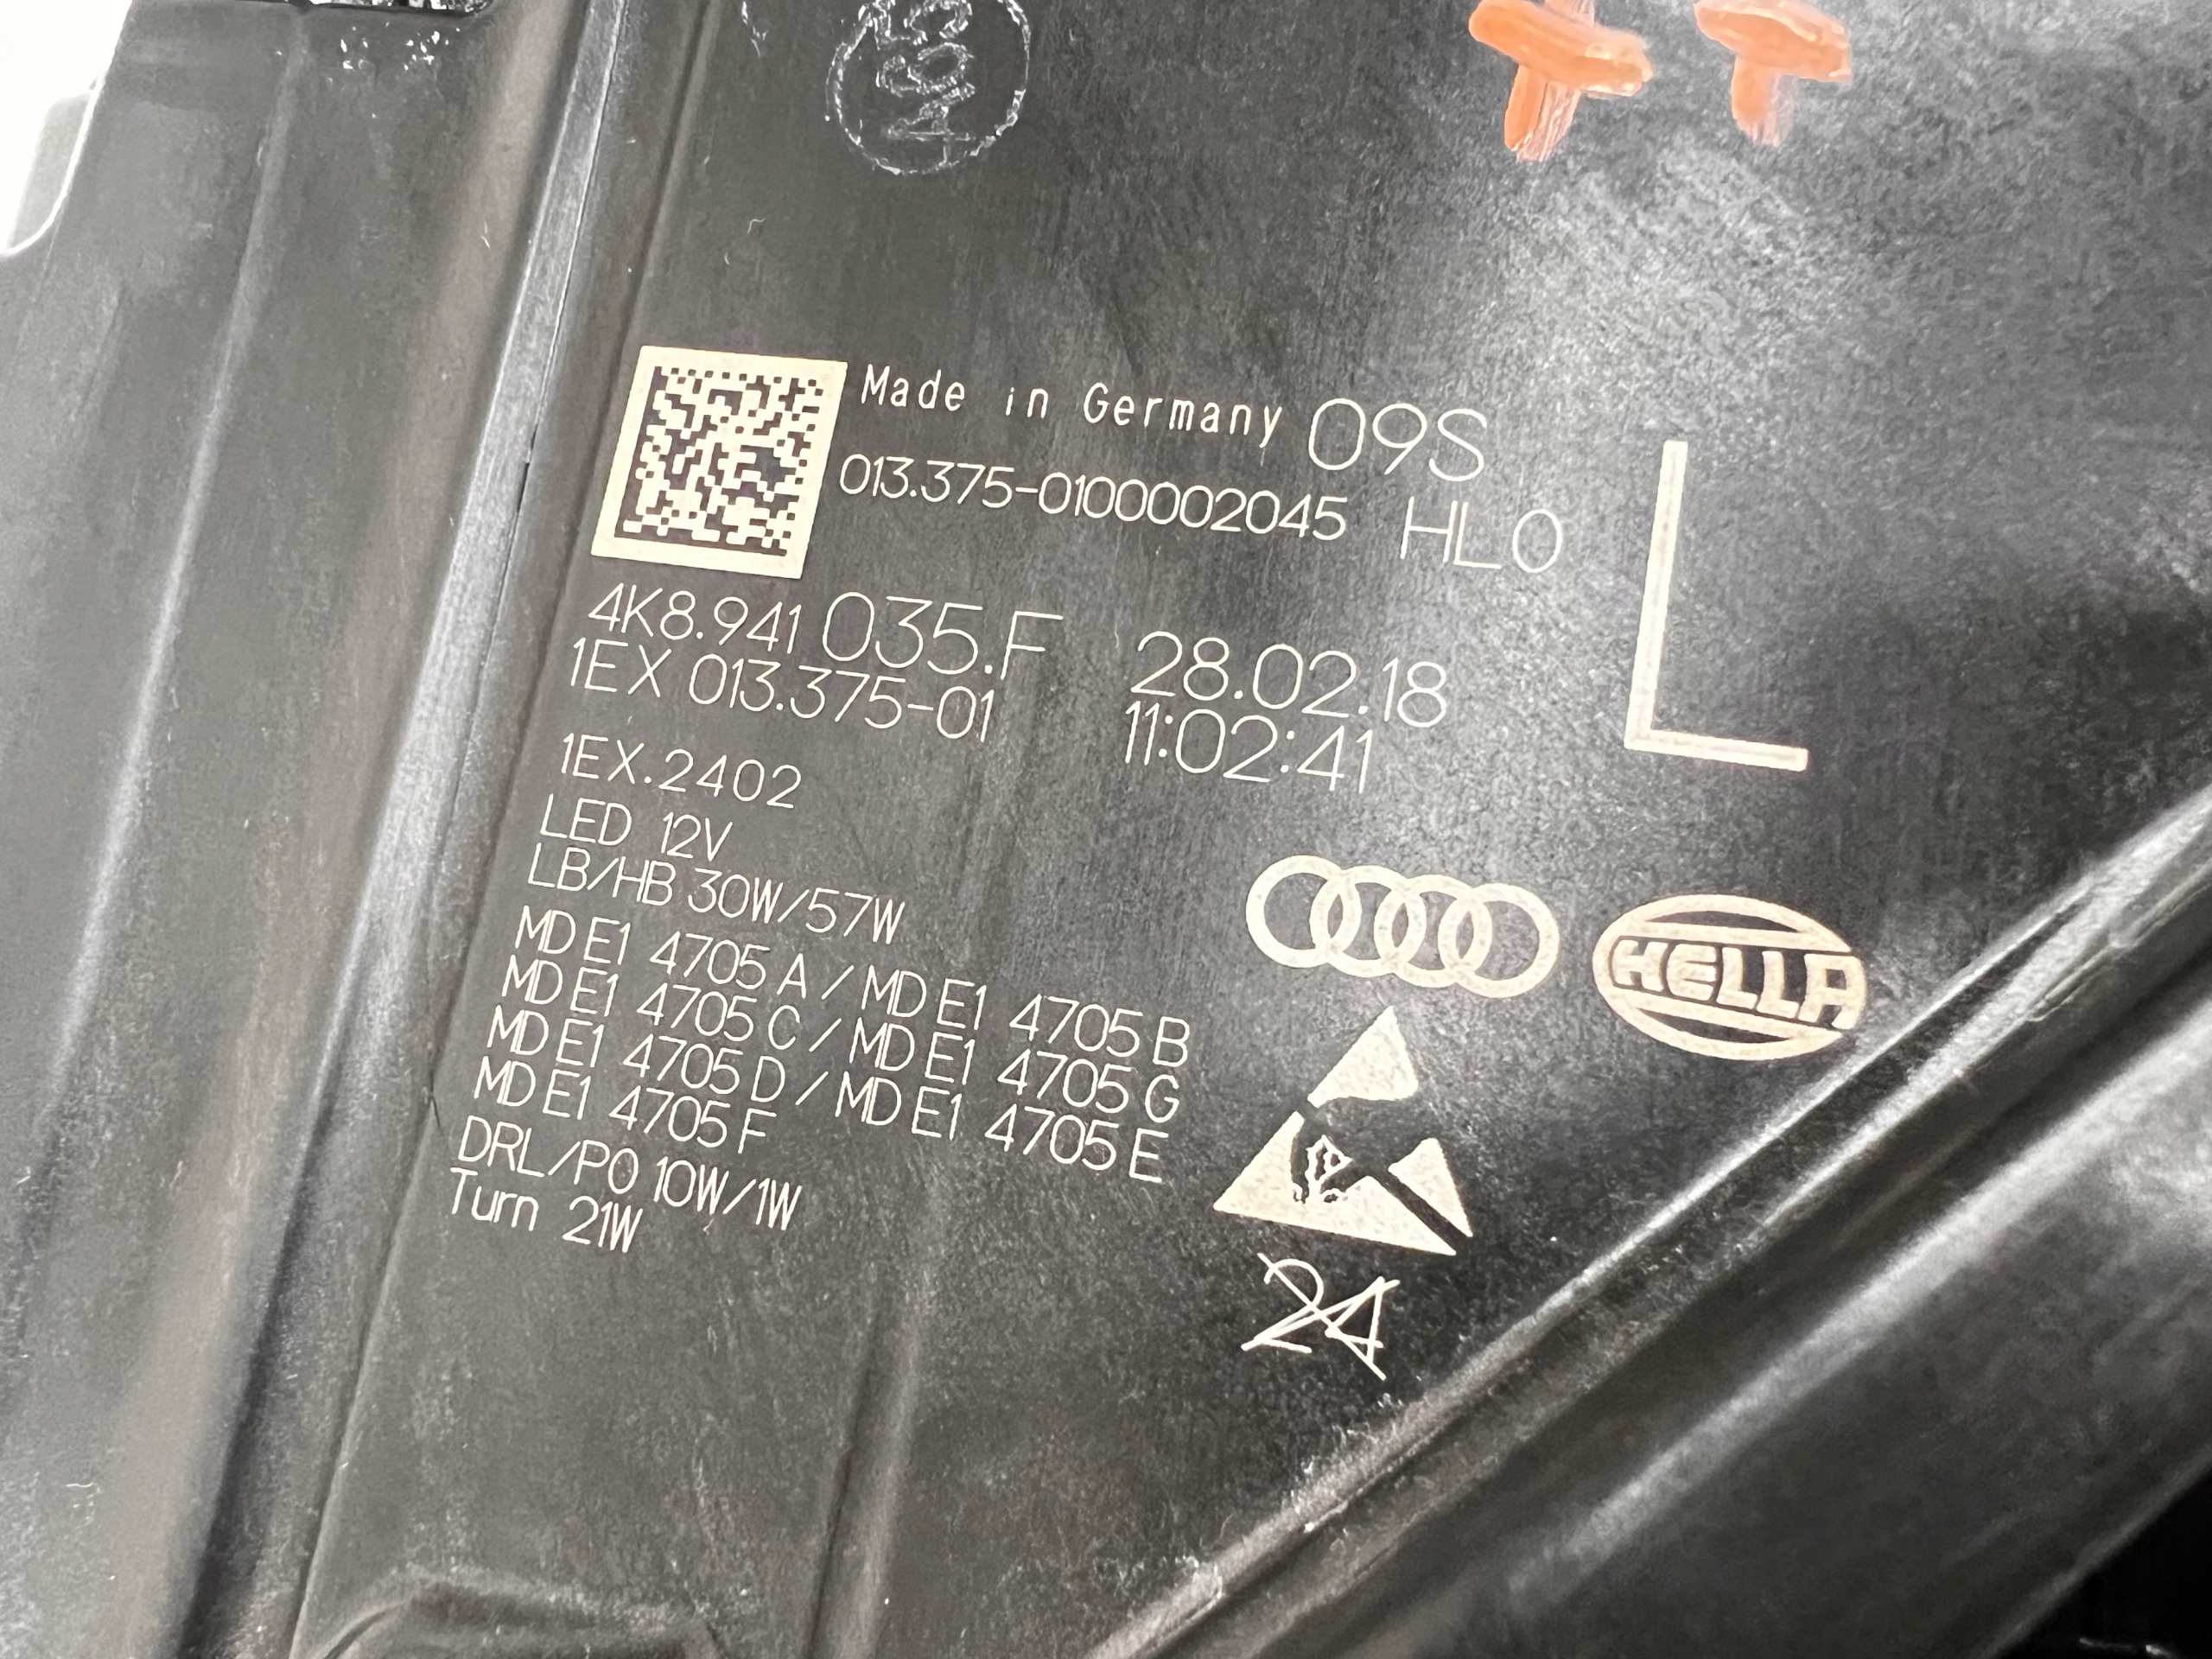 Made in Germany 09S
013.375-0100002045 HLO
L
4K8.941 035.F 28.02.18
1EX 013.375-01 11:02:41
1EX.2402
LED 12V
LB/HB 30W/57W
MD E1 4705 A / MD E1 4705 B
MD E1 4705 C / MD E1 4705 G
MD E1 4705 D / MD E1 4705 E
MD E1 4705 F
DRL/PO 10W/1W
Turn 21W
HELLA
24